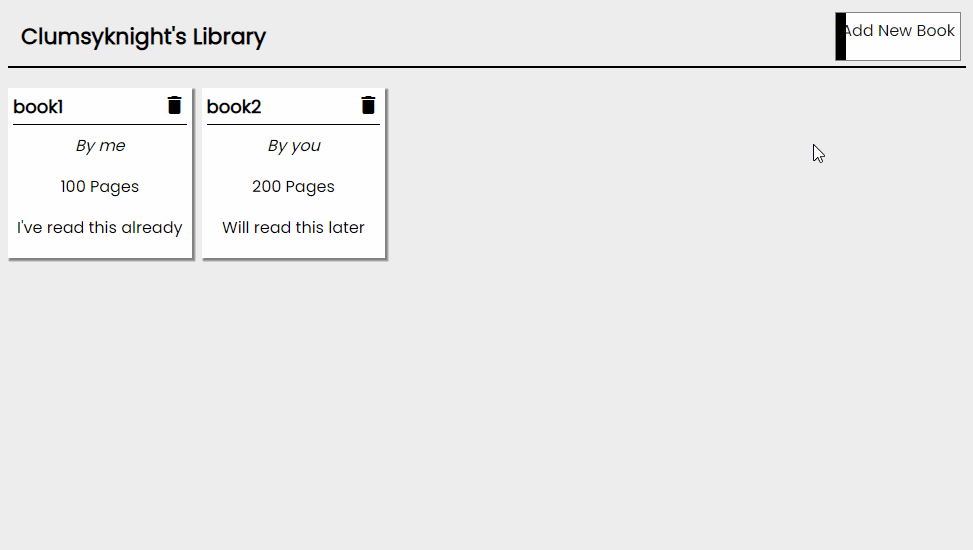 Clumsyknight's Library
Add New Book
book1
By me
100 Pages
I've read this already
book2
By you
200 Pages
Will read this later